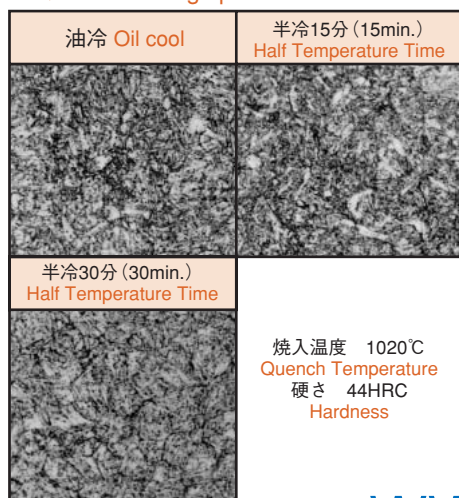 油冷 Oil cool
半冷15分（15min.）
Half Temperature Time
半冷30分（30min.）
Half Temperature Time
焼入温度　1020℃
Quench Temperature
硬さ　44HRC
Hardness